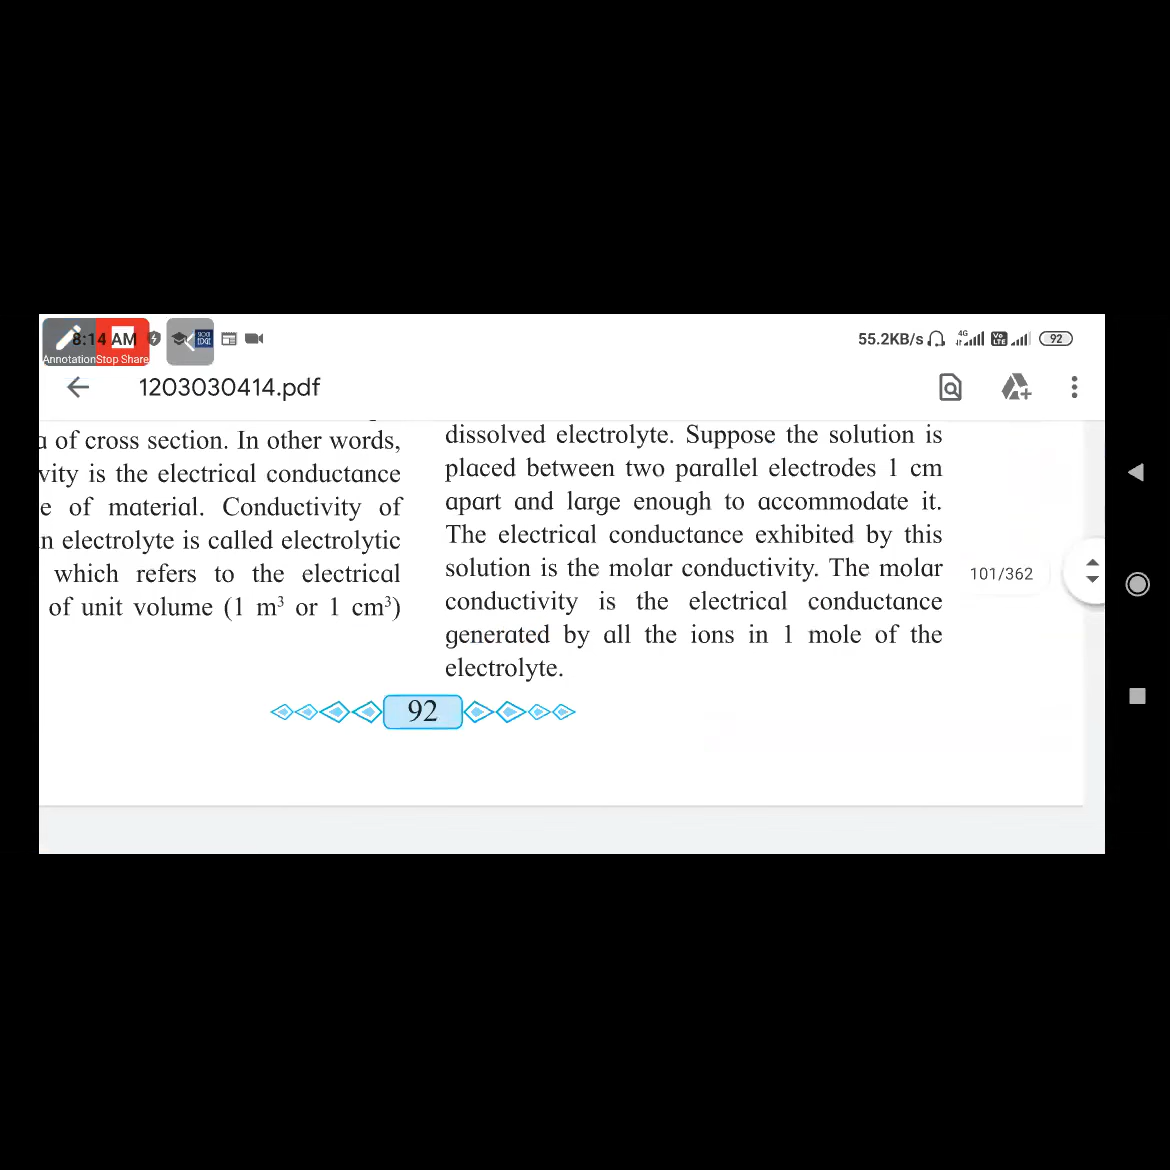 8:14 AM
Annotation Stop Share
55.2KB/s 4G Vo LTE 92
1203030414.pdf
a of cross section. In other words,
vity is the electrical conductance
e of material. Conductivity of
n electrolyte is called electrolytic
which refers to the electrical
of unit volume (1 m³ or 1 cm³)
dissolved electrolyte. Suppose the solution is
placed between two parallel electrodes 1 cm
apart and large enough to accommodate it.
The electrical conductance exhibited by this
solution is the molar conductivity. The molar
conductivity is the electrical conductance
generated by all the ions in 1 mole of the
electrolyte.
101/362
92